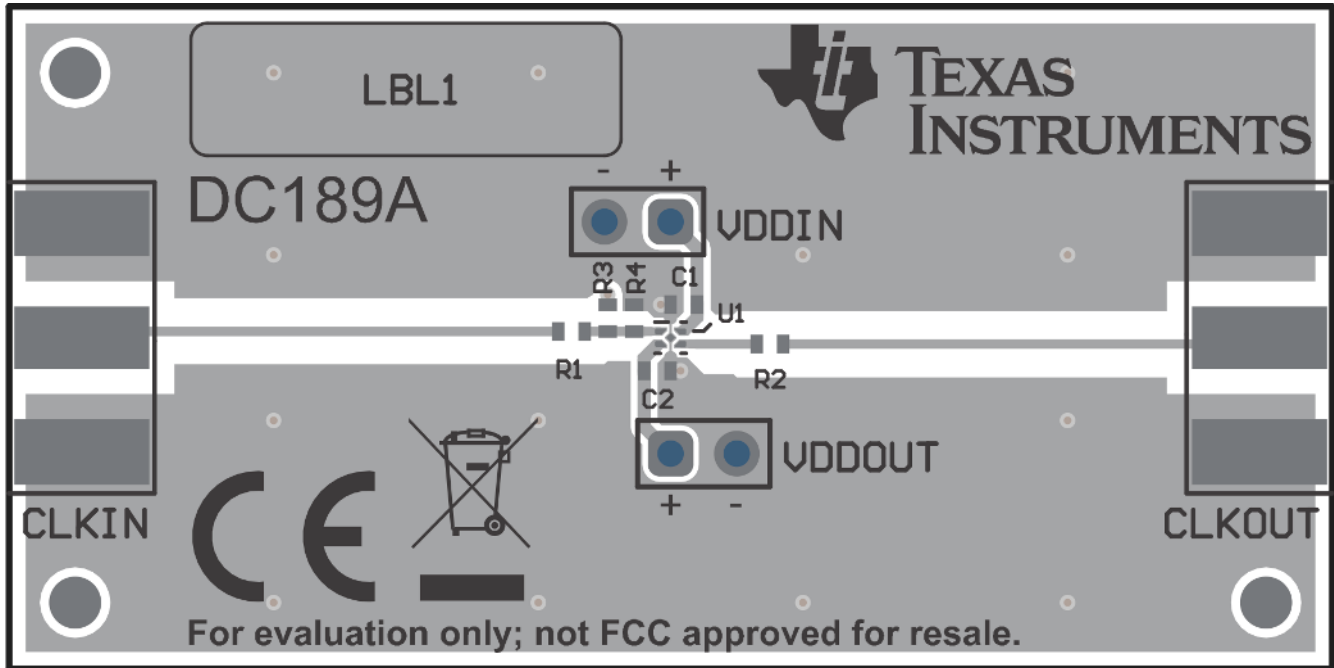 LBL1
TEXAS
INSTRUMENTS
DC189A
- +
VDDIN
R3
R4
C1
U1
R1
R2
C2
VDDOUT
+ -
CLKIN
CLKOUT
CE
For evaluation only; not FCC approved for resale.